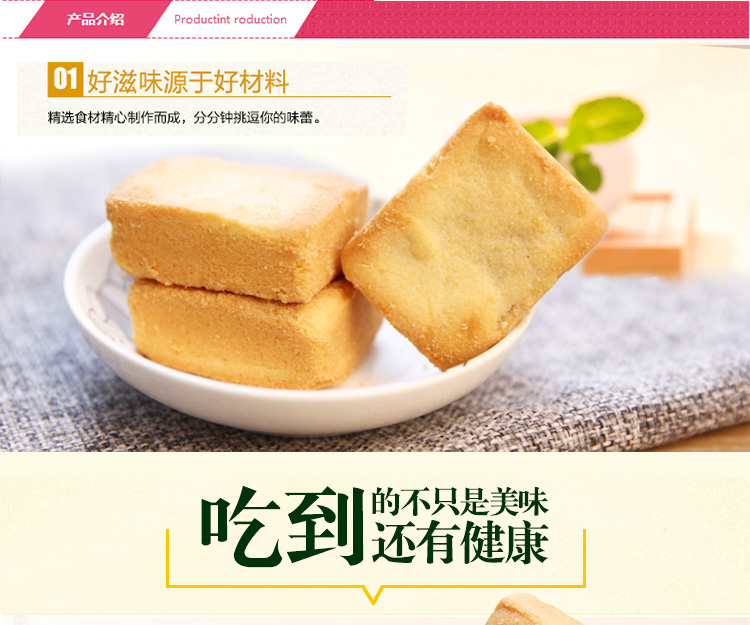 产品介绍
Productint roduction
01 好滋味源于好材料
精选食材精心制作而成，分分钟挑逗你的味蕾。
吃到的不只是美味
还有健康